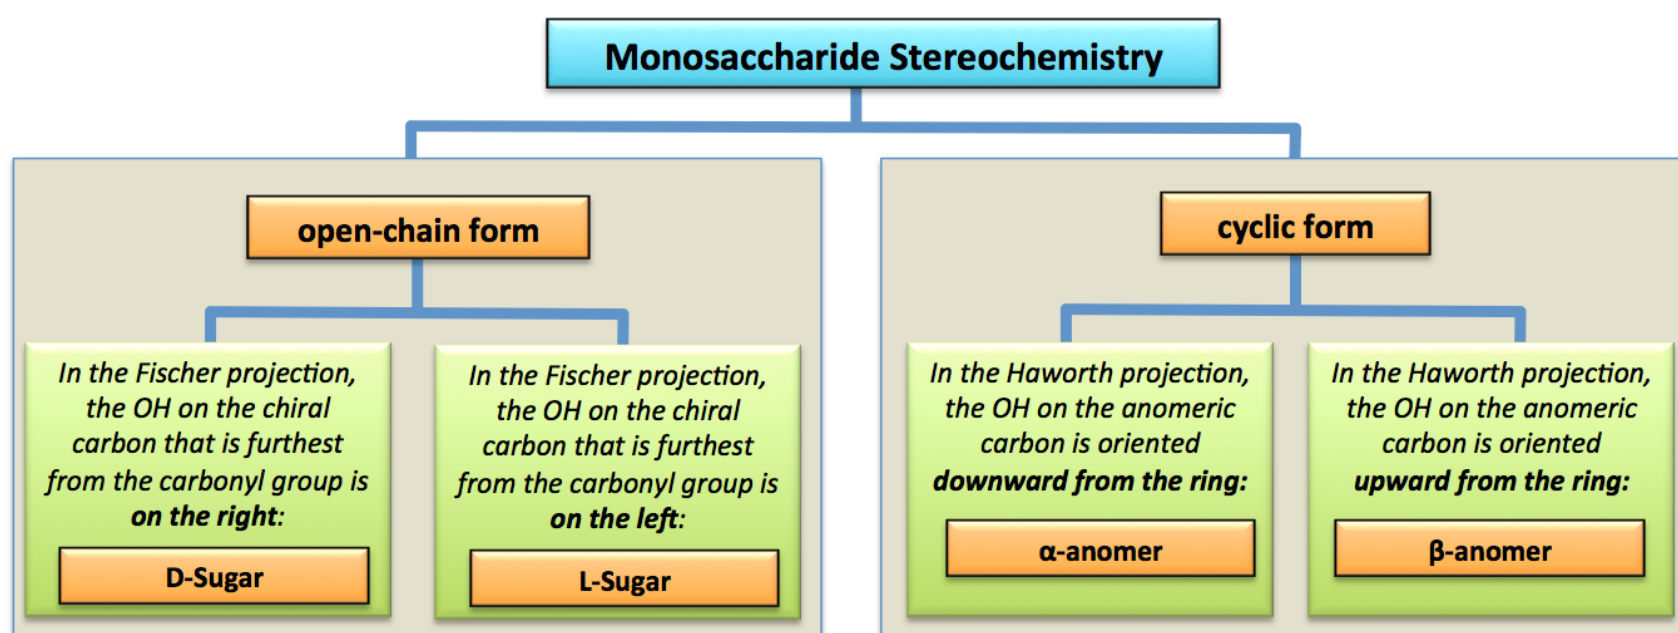 Monosaccharide Stereochemistry
open-chain form
In the Fischer projection,
the OH on the chiral
carbon that is furthest
from the carbonyl group is
on the right:
D-Sugar
In the Fischer projection,
the OH on the chiral
carbon that is furthest
from the carbonyl group is
on the left:
L-Sugar
cyclic form
In the Haworth projection,
the OH on the anomeric
carbon is oriented
downward from the ring:
α-anomer
In the Haworth projection,
the OH on the anomeric
carbon is oriented
upward from the ring:
β-anomer